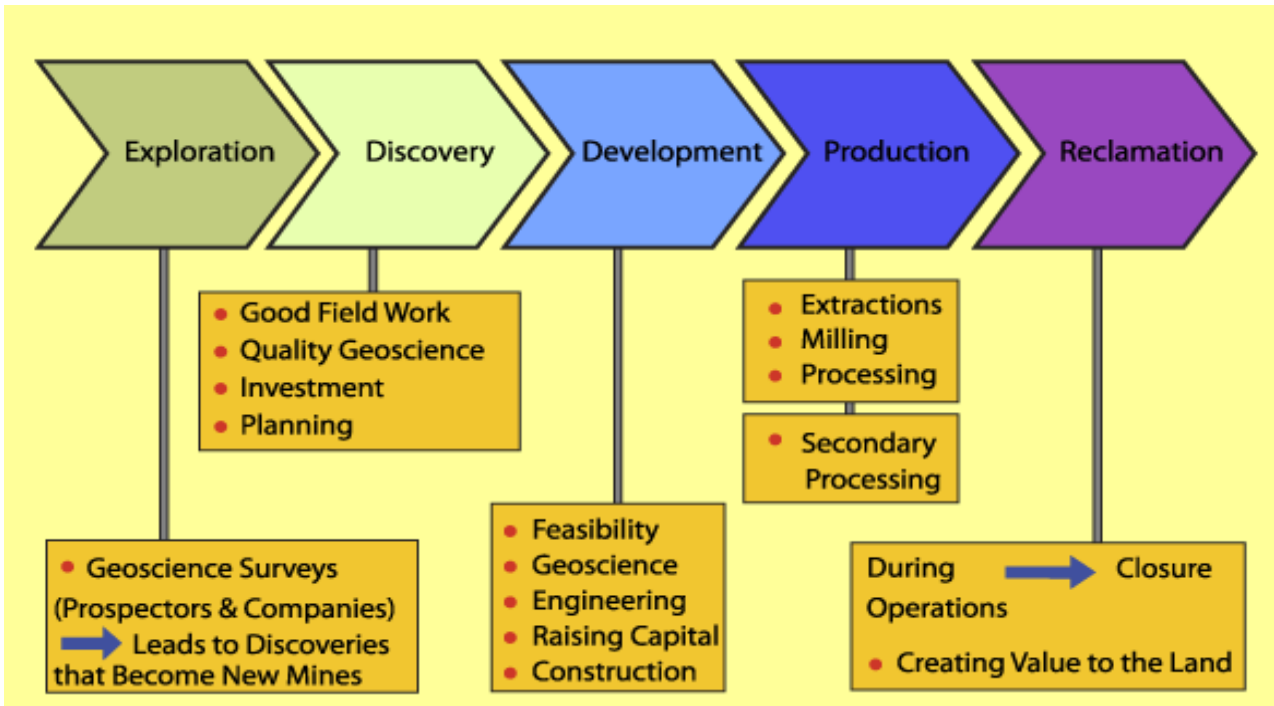 Exploration
Discovery
Development
Production
Reclamation
Good Field Work
Quality Geoscience
Investment
Planning
Extractions
Milling
Processing
Secondary
Processing
Geoscience Surveys
(Prospectors & Companies)
Leads to Discoveries
that Become New Mines
Feasibility
Geoscience
Engineering
Raising Capital
Construction
During Closure
Operations
Creating Value to the Land